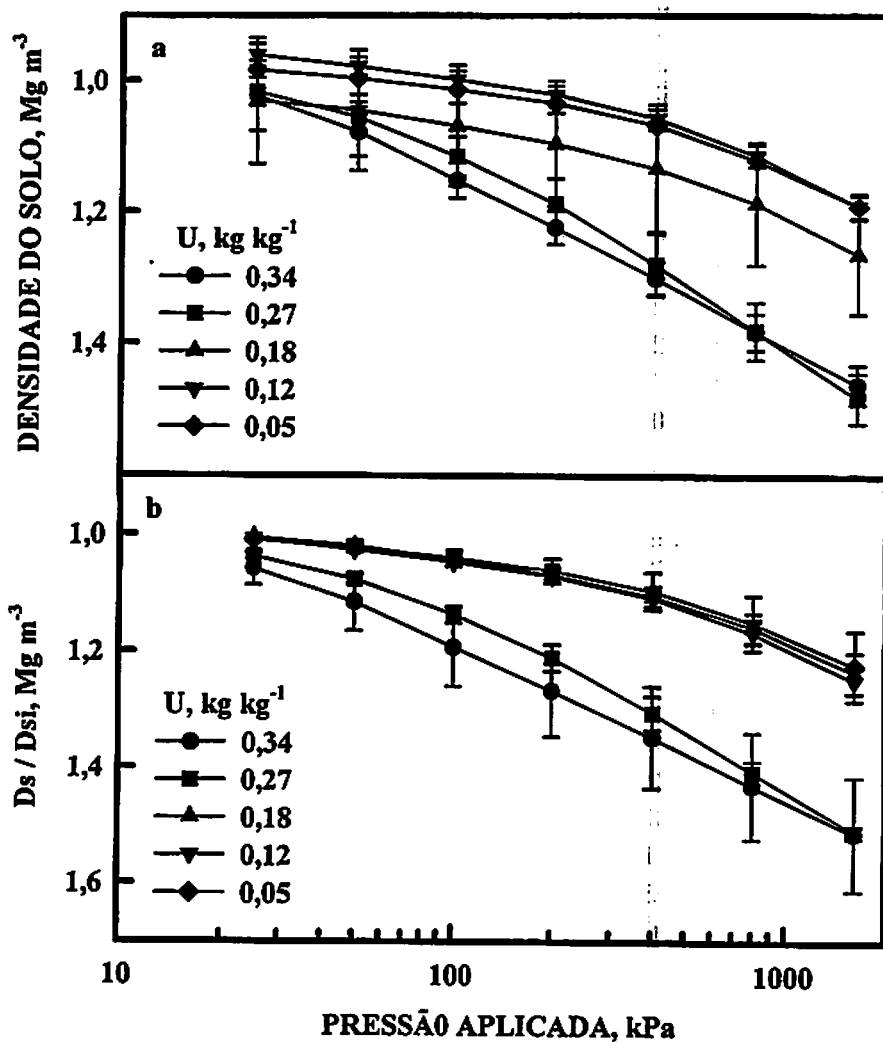 a
DENSIDADE DO SOLO, Mg m⁻³
1,0
1,2
1,4
U, kg kg⁻¹
0,34
0,27
0,18
0,12
0,05
b
Ds / Dsi, Mg m⁻³
1,0
1,2
1,4
1,6
U, kg kg⁻¹
0,34
0,27
0,18
0,12
0,05
10
100
1000
PRESSÃ0 APLICADA, kPa